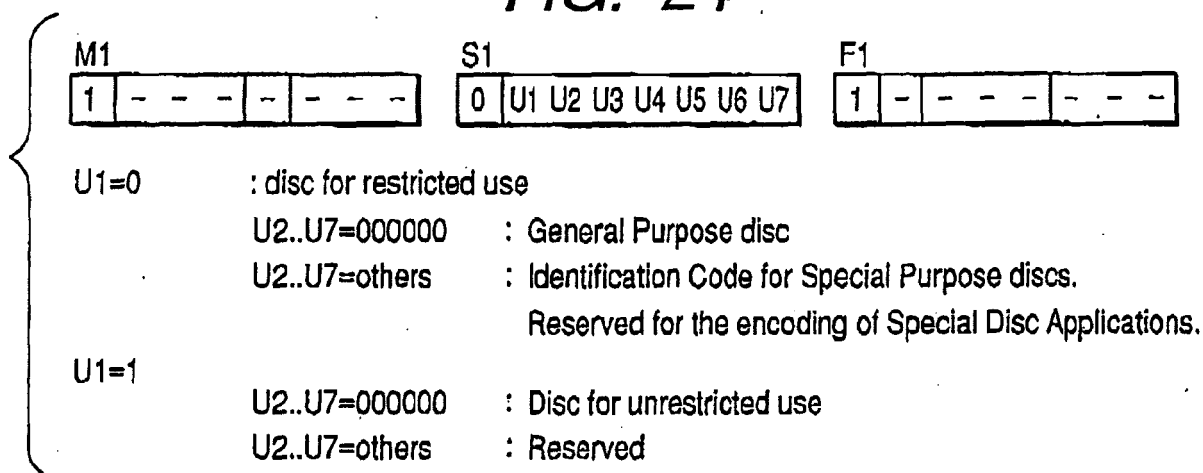 FIG. 21
M1 S1 F1
1 - - - - - - - 0 U1 U2 U3 U4 U5 U6 U7 1 - - - - - - -
U1=0 : disc for restricted use
U2..U7=000000 : General Purpose disc
U2..U7=others : Identification Code for Special Purpose discs.
Reserved for the encoding of Special Disc Applications.
U1=1
U2..U7=000000 : Disc for unrestricted use
U2..U7=others : Reserved